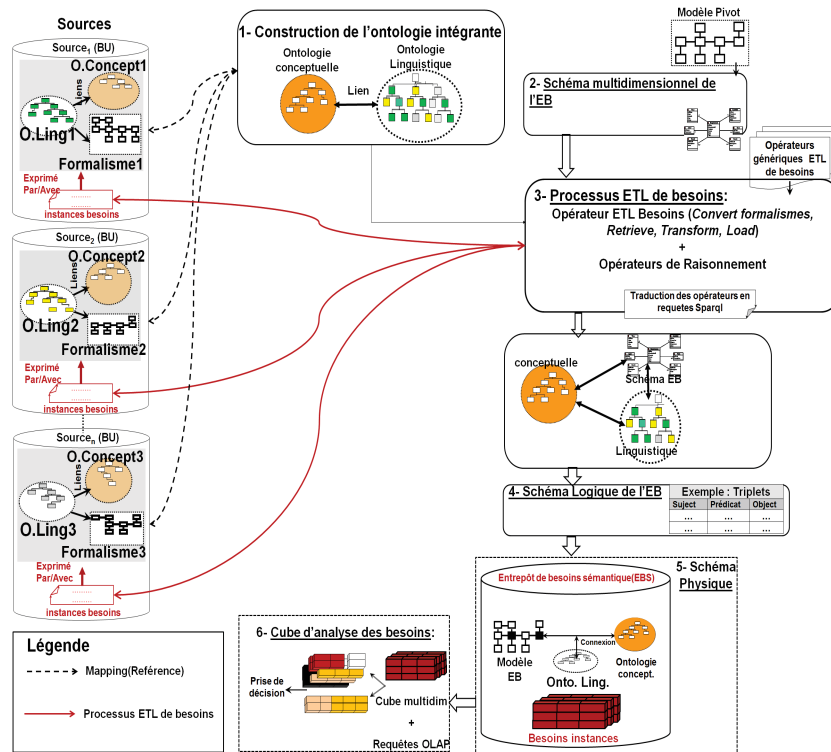 Sources
Source1 (BU)
O.Concept1
Liens
O.Ling1
Formalisme1
Exprimé
Par/Avec
..........
..........
instances besoins
Source2 (BU)
O.Concept2
Liens
O.Ling2
Formalisme2
Exprimé
Par/Avec
..........
..........
instances besoins
Sourcen (BU)
O.Concept3
Liens
O.Ling3
Formalisme3
Exprimé
Par/Avec
..........
..........
instances besoins
Légende
Mapping(Reférence)
Processus ETL de besoins
1- Construction de l'ontologie intégrante
Ontologie
conceptuelle
Ontologie
Linguistique
Lien
Modèle Pivot
2- Schéma multidimensionnel de
l'EB
Opérateurs
génériques ETL
de besoins
3- Processus ETL de besoins:
Opérateur ETL Besoins (Convert formalismes,
Retrieve, Transform, Load)
+
Opérateurs de Raisonnement
Traduction des opérateurs en
requetes Sparql
conceptuelle
Schéma EB
Linguistique
4- Schéma Logique de l'EB
Exemple : Triplets
Suject Prédicat Object
... ... ...
... ... ...
5- Schéma
Physique
Entrepôt de besoins sémantique(EBS)
Connexion
Modèle
EB
Ontologie
concept.
Onto. Ling.
Besoins instances
6- Cube d'analyse des besoins:
Prise de
décision
Cube multidim
+
Requêtes OLAP